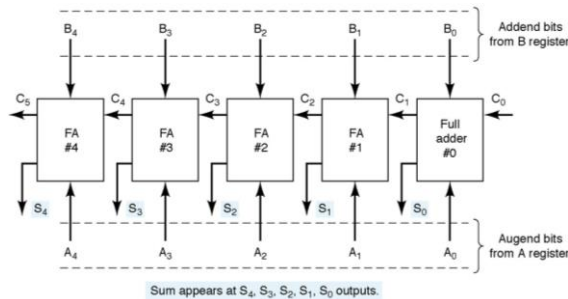 B4 B3 B2 B1 B0 Addend bits
from B register
C5 C4 C3 C2 C1 C0
FA FA FA FA Full
#4 #3 #2 #1 adder
#0
S4 S3 S2 S1 S0
A4 A3 A2 A1 A0 Augend bits
from A register
Sum appears at S4, S3, S2, S1, S0 outputs.